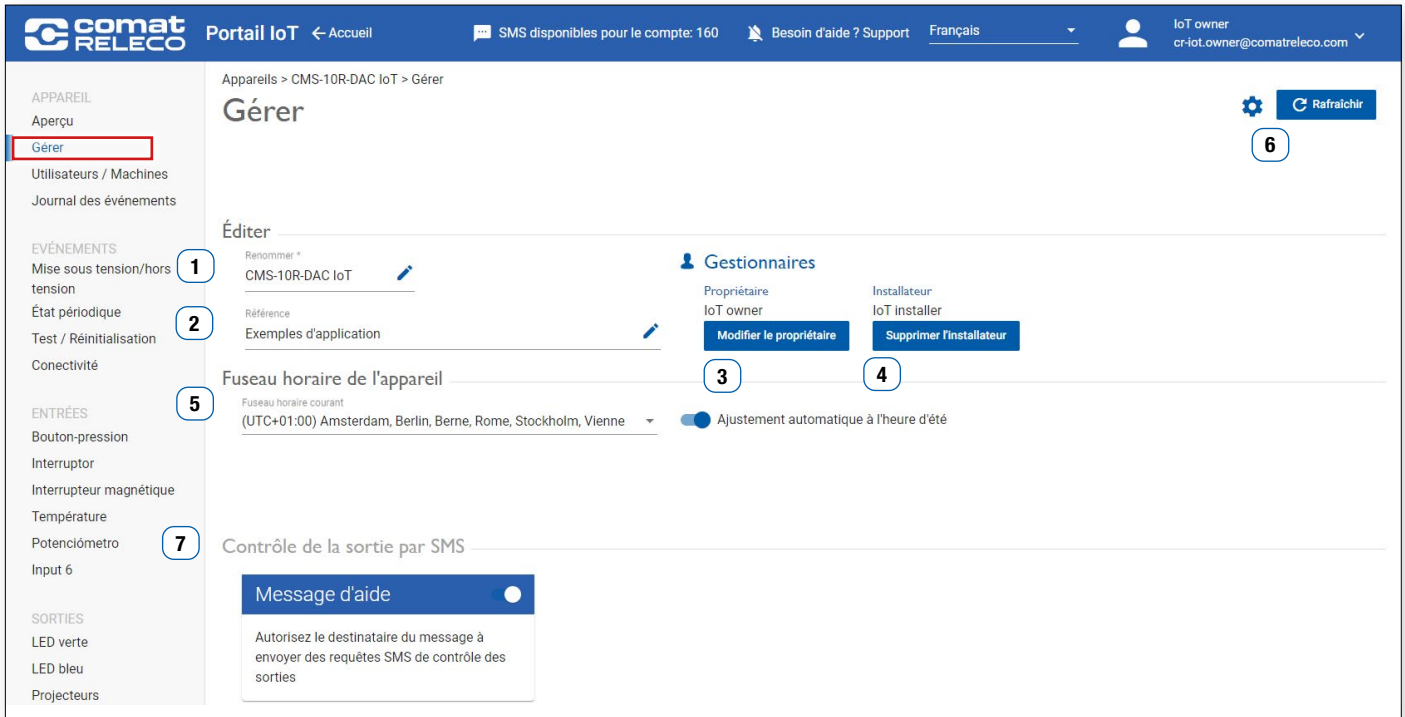 comat
RELECO
Portail IoT ← Accueil
SMS disponibles pour le compte: 160
Besoin d'aide ? Support
Français
IoT owner
cr-iot.owner@comatreleco.com
APPAREIL
Aperçu
Gérer
Utilisateurs / Machines
Journal des événements
EVÉNEMENTS
Mise sous tension/hors
tension
État périodique
Test / Réinitialisation
Conectivité
ENTRÉES
Bouton-pression
Interruptor
Interrupteur magnétique
Température
Potenciómetro
Input 6
SORTIES
LED verte
LED bleu
Projecteurs
Appareils > CMS-10R-DAC IoT > Gérer
Gérer
Rafraîchir
6
Éditer
1
Renommer *
CMS-10R-DAC IoT
2
Référence
Exemples d'application
Gestionnaires
Propriétaire
IoT owner
Modifier le propriétaire
3
Installateur
IoT installer
Supprimer l'installateur
4
Fuseau horaire de l'appareil
5
Fuseau horaire courant
(UTC+01:00) Amsterdam, Berlin, Berne, Rome, Stockholm, Vienne
Ajustement automatique à l'heure d'été
7
Contrôle de la sortie par SMS
Message d'aide
Autorisez le destinataire du message à
envoyer des requêtes SMS de contrôle des
sorties